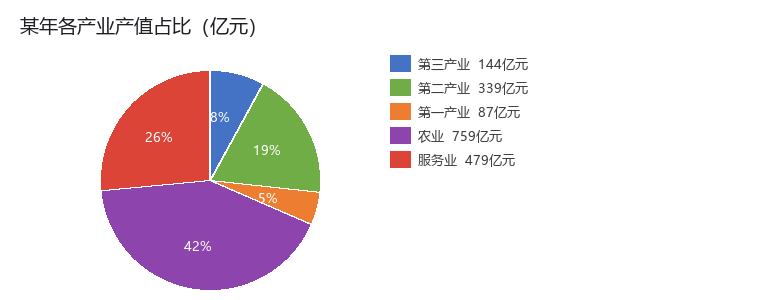 某年各产业产值占比（亿元）
第三产业 144亿元
第二产业 339亿元
第一产业 87亿元
农业 759亿元
服务业 479亿元
8%
19%
5%
42%
26%